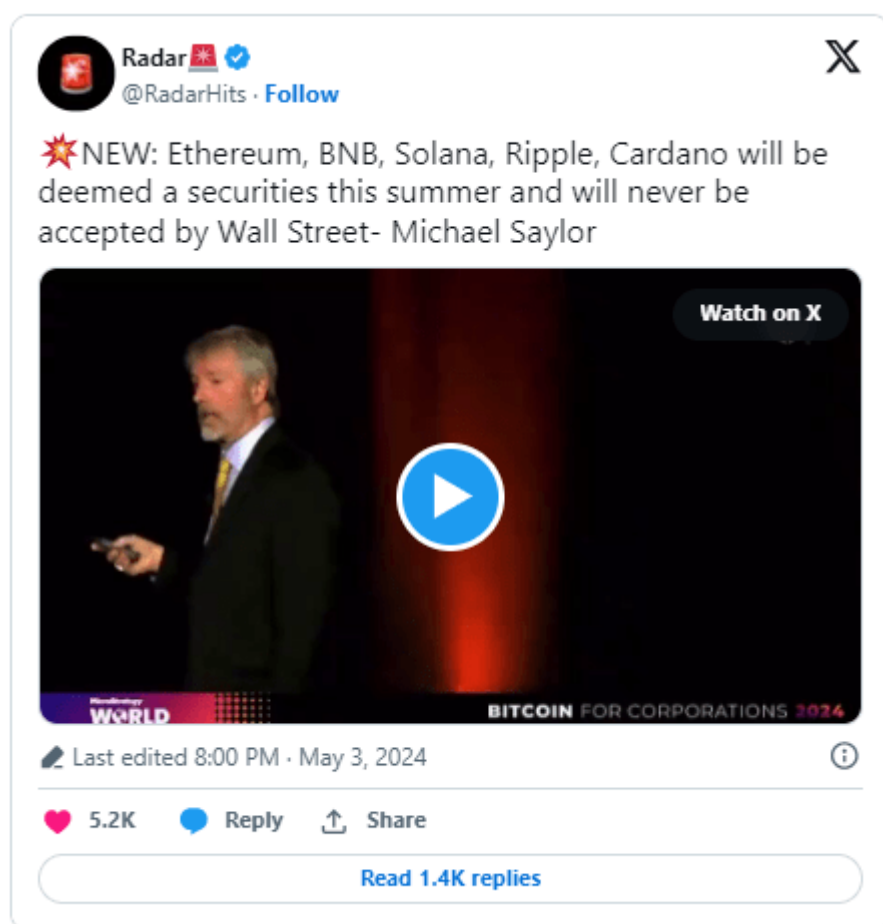 Radar🚨
@RadarHits · Follow
💥NEW: Ethereum, BNB, Solana, Ripple, Cardano will be
deemed a securities this summer and will never be
accepted by Wall Street- Michael Saylor
Watch on X
MicroStrategy
WORLD
BITCOIN FOR CORPORATIONS 2024
Last edited 8:00 PM · May 3, 2024
5.2K Reply Share
Read 1.4K replies